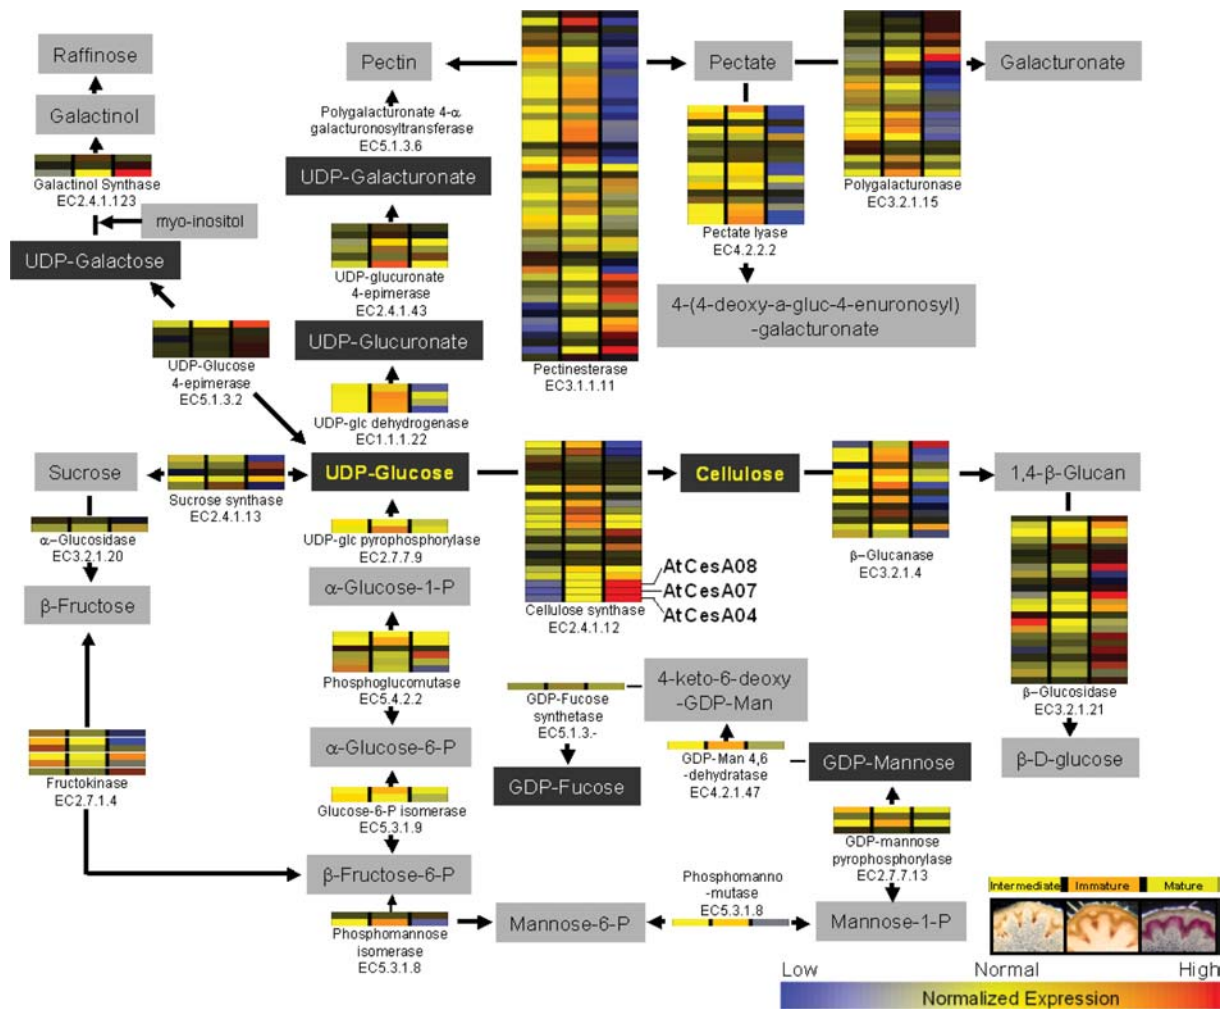 Raffinose
Galactinol
Galactinol Synthase
EC2.4.1.123
myo-inositol
UDP-Galactose
UDP-Glucose
4-epimerase
EC5.1.3.2
Pectin
Polygalacturonate 4-α
galacturonosyltransferase
EC5.1.3.6
UDP-Galacturonate
UDP-glucuronate
4-epimerase
EC2.4.1.43
UDP-Glucuronate
UDP-glc dehydrogenase
EC1.1.1.22
Pectinesterase
EC3.1.1.11
Pectate
Pectate lyase
EC4.2.2.2
4-(4-deoxy-a-gluc-4-enuronosyl)
-galacturonate
Polygalacturonase
EC3.2.1.15
Galacturonate
Sucrose
Sucrose synthase
EC2.4.1.13
UDP-Glucose
α-Glucosidase
EC3.2.1.20
β-Fructose
UDP-glc pyrophosphorylase
EC2.7.7.9
α-Glucose-1-P
Phosphoglucomutase
EC5.4.2.2
α-Glucose-6-P
Glucose-6-P isomerase
EC5.3.1.9
β-Fructose-6-P
Fructokinase
EC2.7.1.4
Phosphomannose
isomerase
EC5.3.1.8
Cellulose synthase
EC2.4.1.12
AtCesA08
AtCesA07
AtCesA04
Cellulose
β-Glucanase
EC3.2.1.4
1,4-β-Glucan
β-Glucosidase
EC3.2.1.21
β-D-glucose
4-keto-6-deoxy
-GDP-Man
GDP-Fucose
synthetase
EC5.1.3.-
GDP-Fucose
GDP-Man 4,6
-dehydratase
EC4.2.1.47
GDP-Mannose
GDP-mannose
pyrophosphorylase
EC2.7.7.13
Mannose-6-P
Phosphomanno
-mutase
EC5.3.1.8
Mannose-1-P
Intermediate
Immature
Mature
Low
Normal
High
Normalized Expression